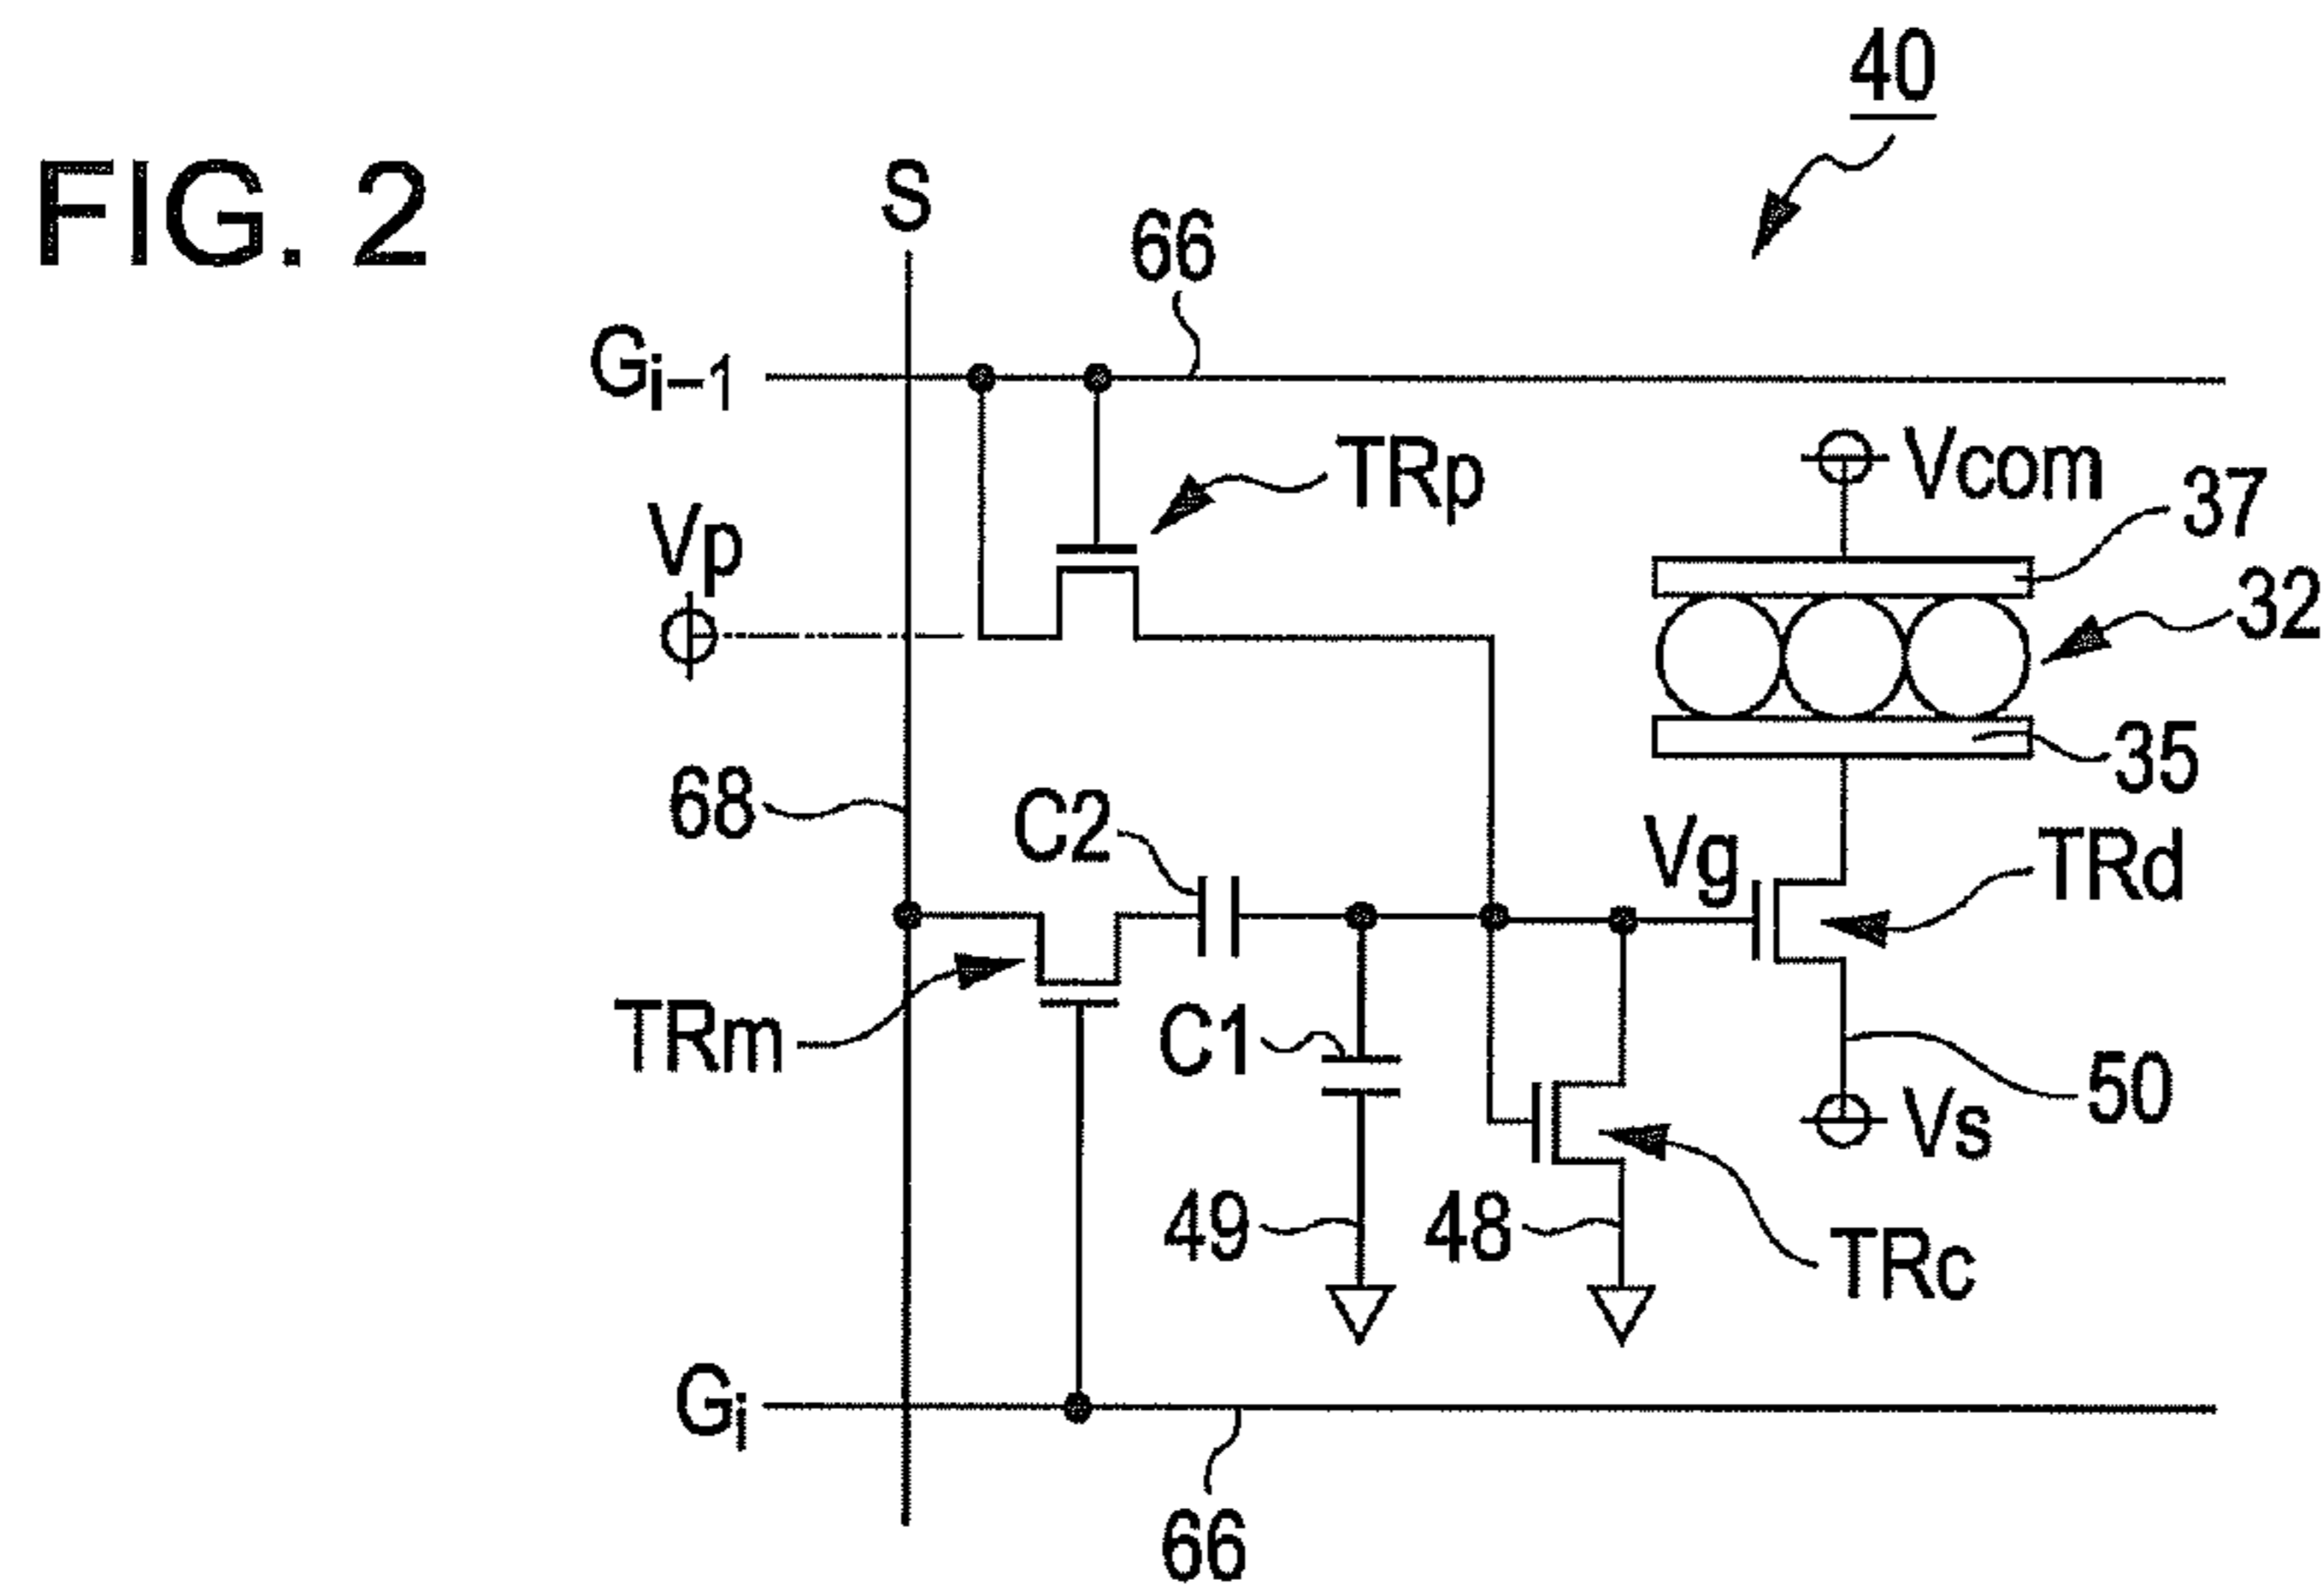 40
FIG. 2
S
66
Gi–1
TRp
Vcom
37
Vp
32
35
68
C2
Vg
TRd
TRm
C1
50
Vs
49
48
TRc
Gi
66